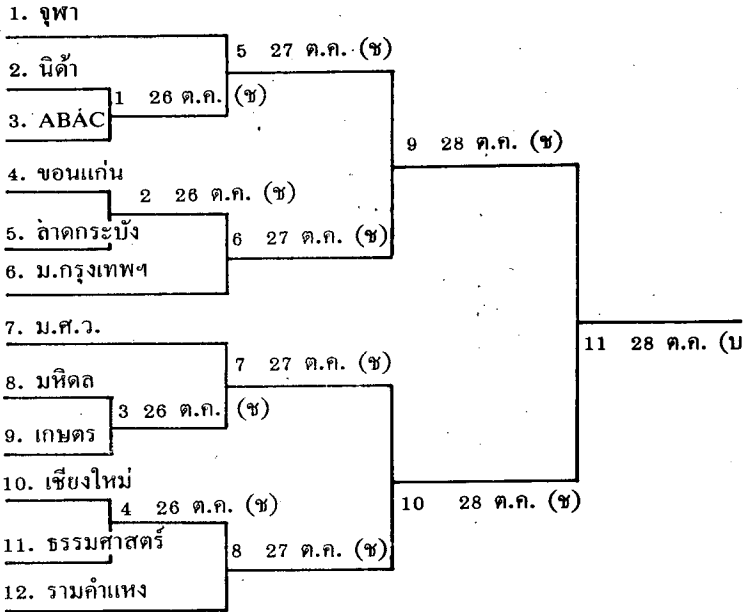 1. จุฬา
5 27 ต.ค. (ช)
2. นิด้า
1 26 ต.ค. (ช)
3. ABAC
9 28 ต.ค. (ช)
4. ขอนแก่น
2 26 ต.ค. (ช)
5. ลาดกระบัง
6 27 ต.ค. (ช)
6. ม.กรุงเทพฯ
7. ม.ศ.ว.
11 28 ต.ค. (บ
7 27 ต.ค. (ช)
8. มหิดล
3 26 ต.ค. (ช)
9. เกษตร
10. เชียงใหม่
10 28 ต.ค. (ช)
4 26 ต.ค. (ช)
11. ธรรมศาสตร์
8 27 ต.ค. (ช)
12. รามคำแหง